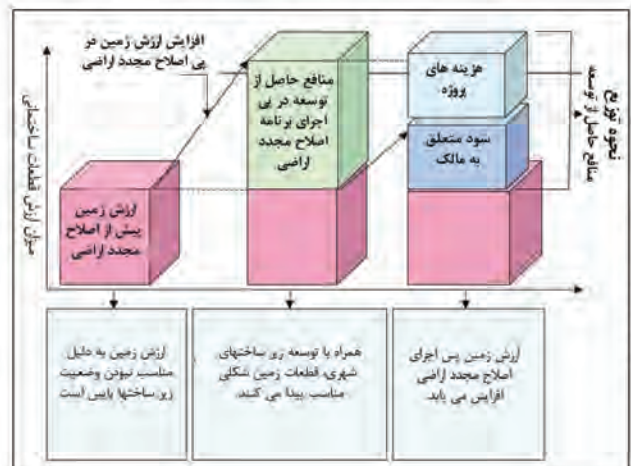 افزایش ارزش زمین در
پی اصلاح مجدد اراضی
منافع حاصل از
توسعه در پی
اجرای برنامه
اصلاح مجدد
اراضی
هزینه های
پروژه
سود متعلق
به مالک
نحوه توزیع
منافع حاصل از توسعه
میزان ارزش قطعات ساختمانی
ارزش زمین
پیش از اصلاح
مجدد اراضی
ارزش زمین به دلیل
مناسب نبودن وضعیت
زیر ساختها پایین است
همراه با توسعه زیر ساختهای
شهری، قطعات زمین شکلی
مناسب پیدا می کنند.
ارزش زمین پس اجرای
اصلاح مجدد اراضی
افزایش می یابد.